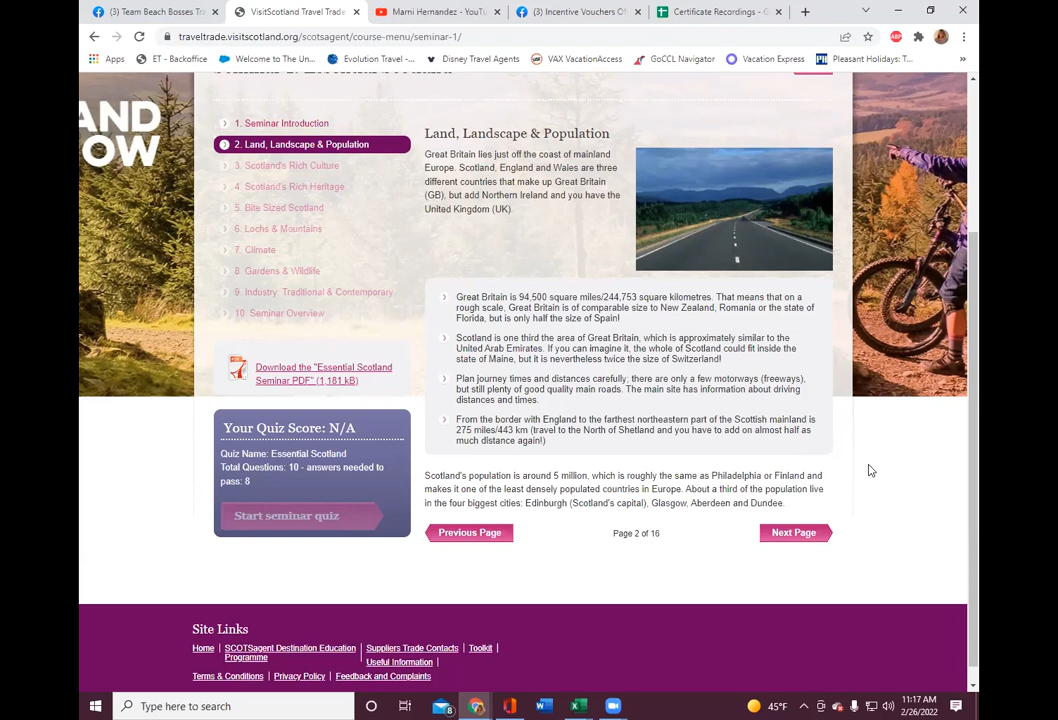 (3) Team Beach Bosses Tr
VisitScotland Travel Trade
Marni Hernandez - YouTu
(3) Incentive Vouchers O
Certificate Recordings - G
traveltrade.visitscotland.org/scotsagent/course-menu/seminar-1/
Apps
ET - Backoffice
Welcome to The Un...
Evolution Travel -...
Disney Travel Agents
VAX VacationAccess
GoCCL Navigator
Vacation Express
Pleasant Holidays: T...
AND
OW
1. Seminar Introduction
2. Land, Landscape & Population
3. Scotland's Rich Culture
4. Scotland's Rich Heritage
5. Bite Sized Scotland
6. Lochs & Mountains
7. Climate
8. Gardens & Wildlife
9. Industry: Traditional & Contemporary
10. Seminar Overview
Download the "Essential Scotland
Seminar PDF" (1,181 kB)
Your Quiz Score: N/A
Quiz Name: Essential Scotland
Total Questions: 10 - answers needed to
pass: 8
Start seminar quiz
Land, Landscape & Population
Great Britain lies just off the coast of mainland
Europe. Scotland, England and Wales are three
different countries that make up Great Britain
(GB), but add Northern Ireland and you have the
United Kingdom (UK).
Great Britain is 94,500 square miles/244,753 square kilometres. That means that on a
rough scale, Great Britain is of comparable size to New Zealand, Romania or the state of
Florida, but is only half the size of Spain!
Scotland is one third the area of Great Britain, which is approximately similar to the
United Arab Emirates. If you can imagine it, the whole of Scotland could fit inside the
state of Maine, but it is nevertheless twice the size of Switzerland!
Plan journey times and distances carefully; there are only a few motorways (freeways),
but still plenty of good quality main roads. The main site has information about driving
distances and times.
From the border with England to the farthest northeastern part of the Scottish mainland is
275 miles/443 km (travel to the North of Shetland and you have to add on almost half as
much distance again!)
Scotland's population is around 5 million, which is roughly the same as Philadelphia or Finland and
makes it one of the least densely populated countries in Europe. About a third of the population live
in the four biggest cities: Edinburgh (Scotland's capital), Glasgow, Aberdeen and Dundee.
Previous Page
Page 2 of 16
Next Page
Site Links
Home
SCOTSagent Destination Education
Programme
Suppliers Trade Contacts
Toolkit
Useful Information
Terms & Conditions
Privacy Policy
Feedback and Complaints
Type here to search
8
45°F
11:17 AM
2/26/2022